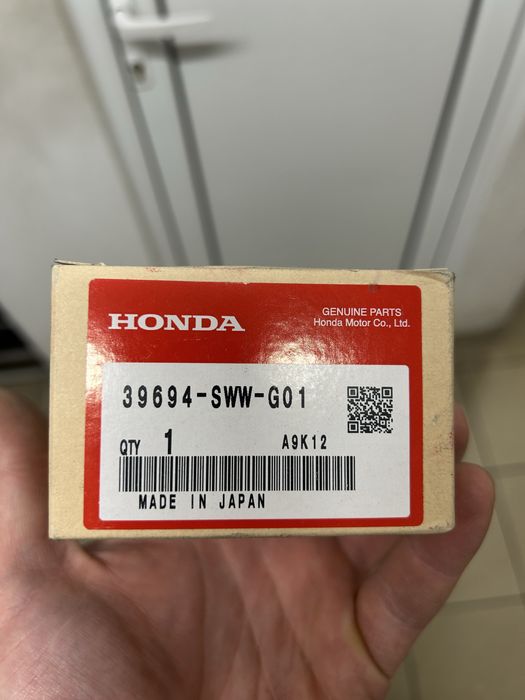 HONDA
GENUINE PARTS
Honda Motor Co., Ltd.
39694-SWW-G01
QTY 1
A9K12
MADE IN JAPAN